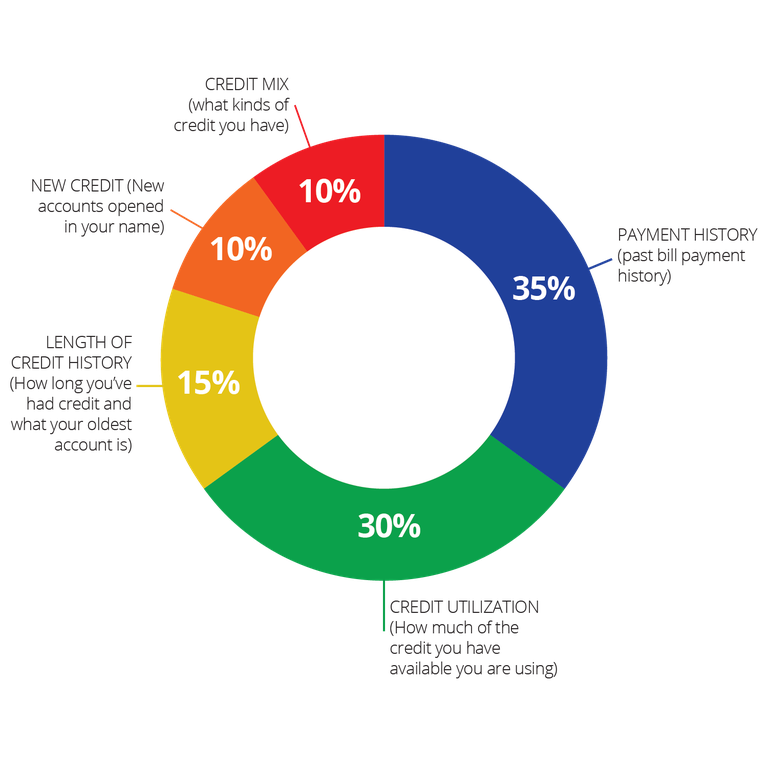 CREDIT MIX
(what kinds of
credit you have)
10%
NEW CREDIT (New
accounts opened
in your name)
10%
PAYMENT HISTORY
(past bill payment
history)
35%
LENGTH OF
CREDIT HISTORY
(How long you’ve
had credit and
what your oldest
account is)
15%
30%
CREDIT UTILIZATION
(How much of the
credit you have
available you are using)